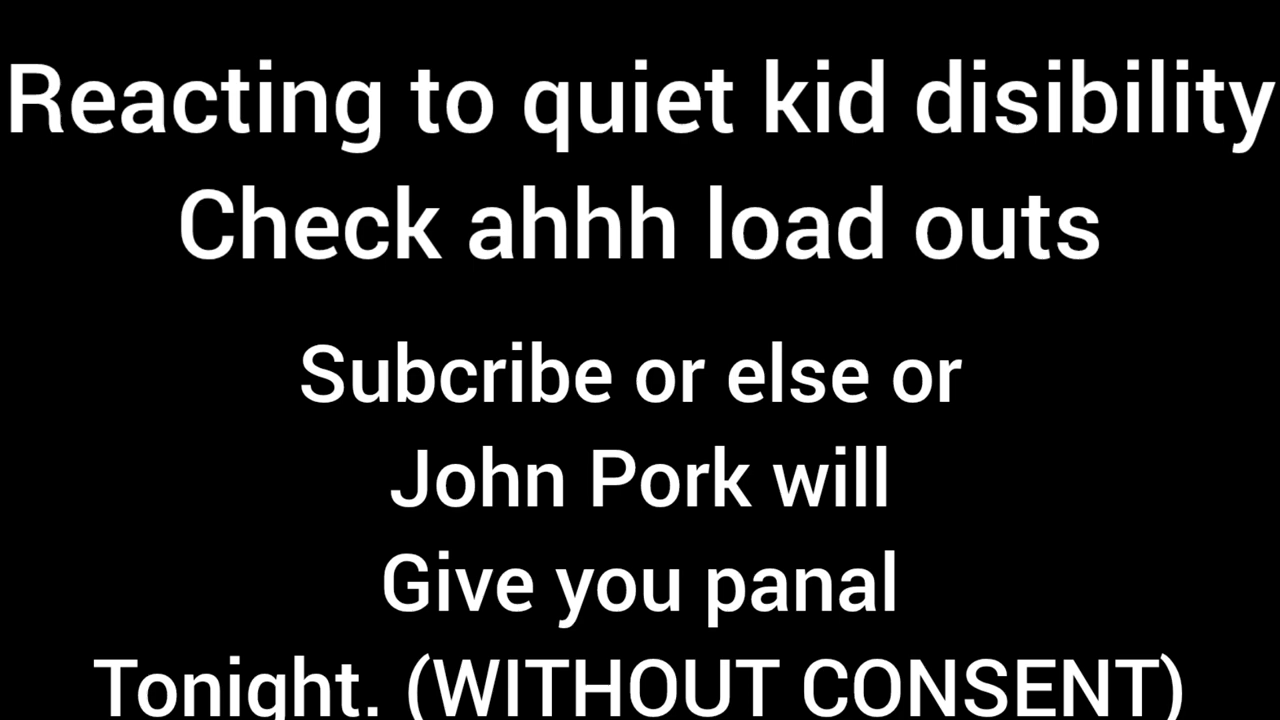 Reacting to quiet kid disibility
Check ahhh load outs
Subcribe or else or
John Pork will
Give you panal
Tonight. (WITHOUT CONSENT)